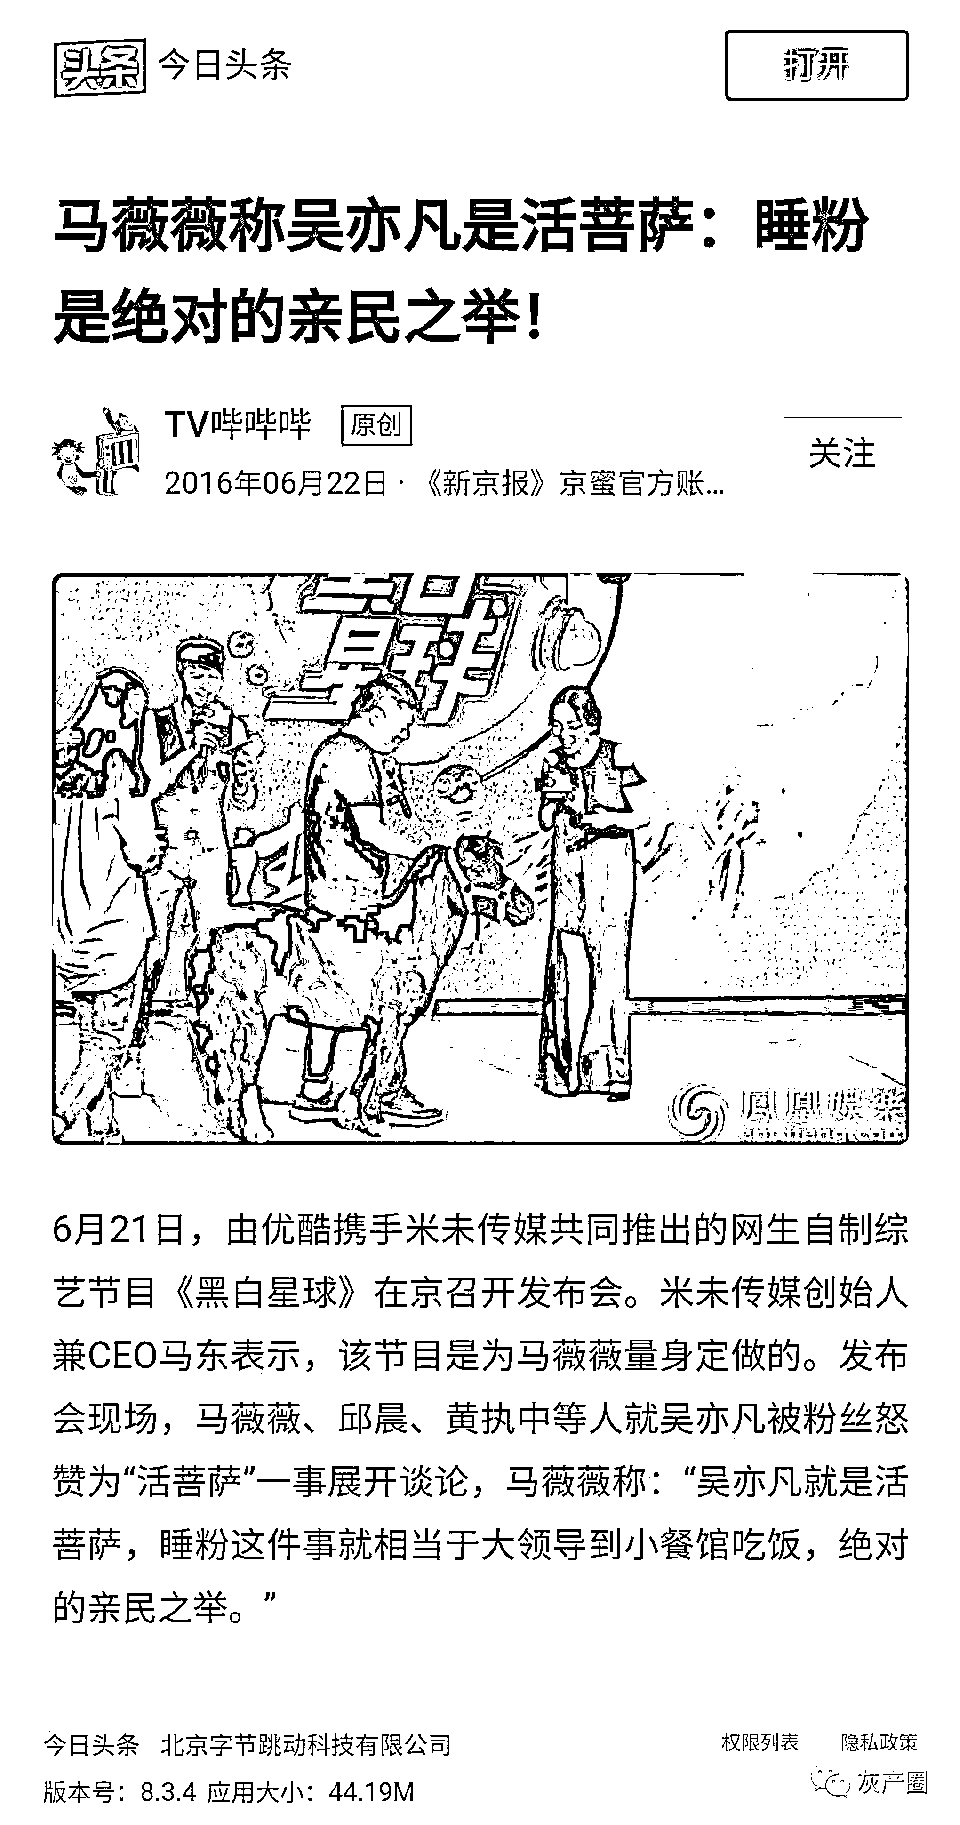 头条 今日头条 打开
马薇薇称吴亦凡是活菩萨：睡粉
是绝对的亲民之举！
TV哔哔哔 原创
关注
2016年06月22日 · 《新京报》京蜜官方账...
星球
凤凰娱乐
6月21日，由优酷携手米未传媒共同推出的网生自制综
艺节目《黑白星球》在京召开发布会。米未传媒创始人
兼CEO马东表示，该节目是为马薇薇量身定做的。发布
会现场，马薇薇、邱晨、黄执中等人就吴亦凡被粉丝怒
赞为“活菩萨”一事展开谈论，马薇薇称：“吴亦凡就是活
菩萨，睡粉这件事就相当于大领导到小餐馆吃饭，绝对
的亲民之举。”
今日头条 北京字节跳动科技有限公司 权限列表 隐私政策
版本号：8.3.4 应用大小：44.19M
灰产圈